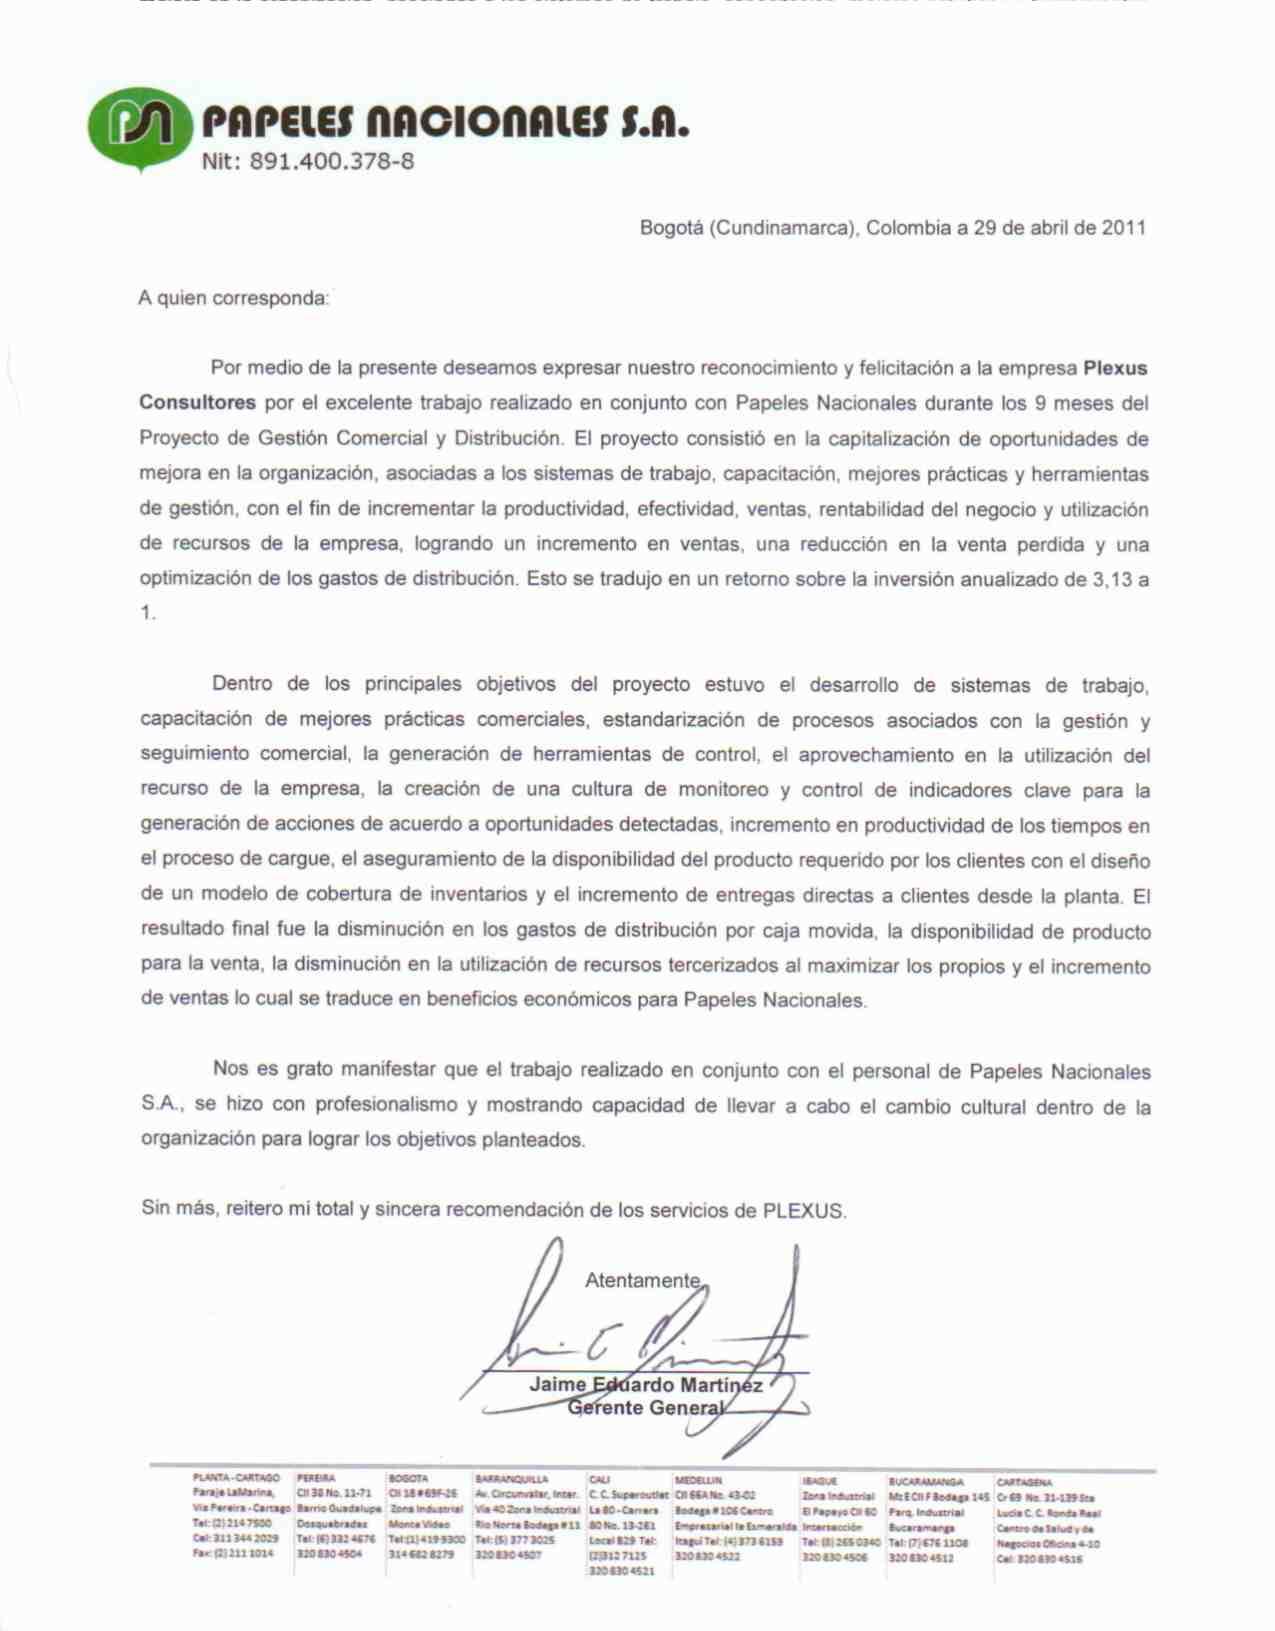 PAPELES NACIONALES S.A.
Nit: 891.400.378-8
Bogotá (Cundinamarca), Colombia a 29 de abril de 2011
A quien corresponda:
Por medio de la presente deseamos expresar nuestro reconocimiento y felicitación a la empresa Plexus
Consultores por el excelente trabajo realizado en conjunto con Papeles Nacionales durante los 9 meses del
Proyecto de Gestión Comercial y Distribución. El proyecto consistió en la capitalización de oportunidades de
mejora en la organización, asociadas a los sistemas de trabajo, capacitación, mejores prácticas y herramientas
de gestión, con el fin de incrementar la productividad, efectividad, ventas, rentabilidad del negocio y utilización
de recursos de la empresa, logrando un incremento en ventas, una reducción en la venta perdida y una
optimización de los gastos de distribución. Esto se tradujo en un retorno sobre la inversión anualizado de 3,13 a
1.
Dentro de los principales objetivos del proyecto estuvo el desarrollo de sistemas de trabajo,
capacitación de mejores prácticas comerciales, estandarización de procesos asociados con la gestión y
seguimiento comercial, la generación de herramientas de control, el aprovechamiento en la utilización del
recurso de la empresa, la creación de una cultura de monitoreo y control de indicadores clave para la
generación de acciones de acuerdo a oportunidades detectadas, incremento en productividad de los tiempos en
el proceso de cargue, el aseguramiento de la disponibilidad del producto requerido por los clientes con el diseño
de un modelo de cobertura de inventarios y el incremento de entregas directas a clientes desde la planta. El
resultado final fue la disminución en los gastos de distribución por caja movida, la disponibilidad de producto
para la venta, la disminución en la utilización de recursos tercerizados al maximizar los propios y el incremento
de ventas lo cual se traduce en beneficios económicos para Papeles Nacionales.
Nos es grato manifestar que el trabajo realizado en conjunto con el personal de Papeles Nacionales
S.A., se hizo con profesionalismo y mostrando capacidad de llevar a cabo el cambio cultural dentro de la
organización para lograr los objetivos planteados.
Sin más, reitero mi total y sincera recomendación de los servicios de PLEXUS.
Atentamente,
Jaime Eduardo Martínez
Gerente General
PLANTA-CARTAGO
Paraje LaMarina,
Via Pereira - Cartago
Tel: (2) 214 7500
Cel: 311 344 2029
Fax: (2) 211 1014
PEREIRA
Cll 38 No. 11-71
Barrio Guadalupe
Dosquebradas
Tel: (6) 332 4676
320 830 4504
BOGOTA
Cll 18 # 69F-26
Zona Industrial
Monte Video
Tel:(1) 419 9300
314 682 8279
BARRANQUILLA
Av. Circunvalar, Inter.
Via 40 Zona Industrial
Rio Norte Bodega # 11
Tel: (5) 377 3025
320 830 4507
CALI
C. C. Superoutlet
La 80 - Carrera
80 No. 13-261
Local 829 Tel:
(2)312 7125
320 830 4521
MEDELLIN
Cll 66A No. 43-02
Bodega # 106 Centro
Empresarial la Esmeralda
Itagui Tel: (4) 373 6159
320 830 4522
IBAGUE
Zona Industrial
El Papayo Cll 60
Intersección
Tel: (8) 265 0340
320 830 4506
BUCARAMANGA
Mz E Cll F Bodega 145
Parq. Industrial
Bucaramanga
Tel: (7) 676 1108
320 830 4512
CARTAGENA
Cr 69 No. 31-139 Sta
Lucia C. C. Ronda Real
Centro de Salud y de
Negocios Oficina 4-10
Cel: 320 830 4516